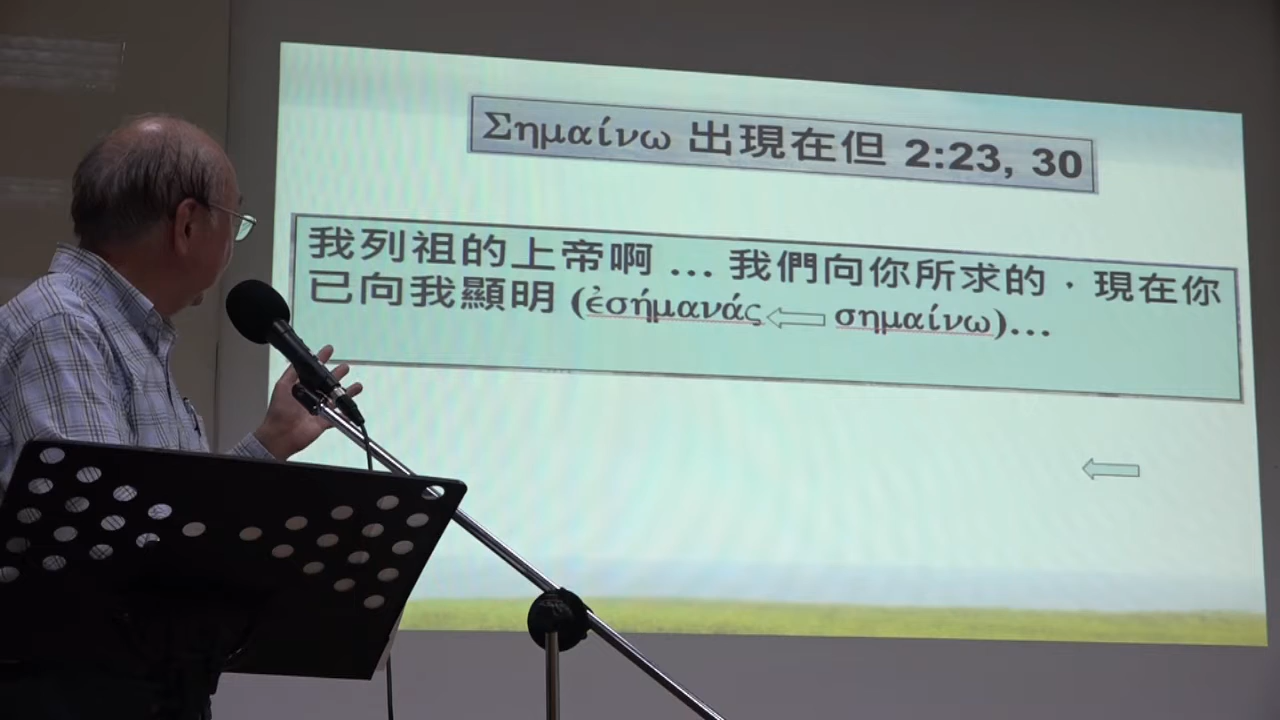 Σημαίνω 出現在但 2:23, 30
我列祖的上帝啊 ... 我們向你所求的．現在你
已向我顯明 (ἐσήμανάς σημαίνω)...